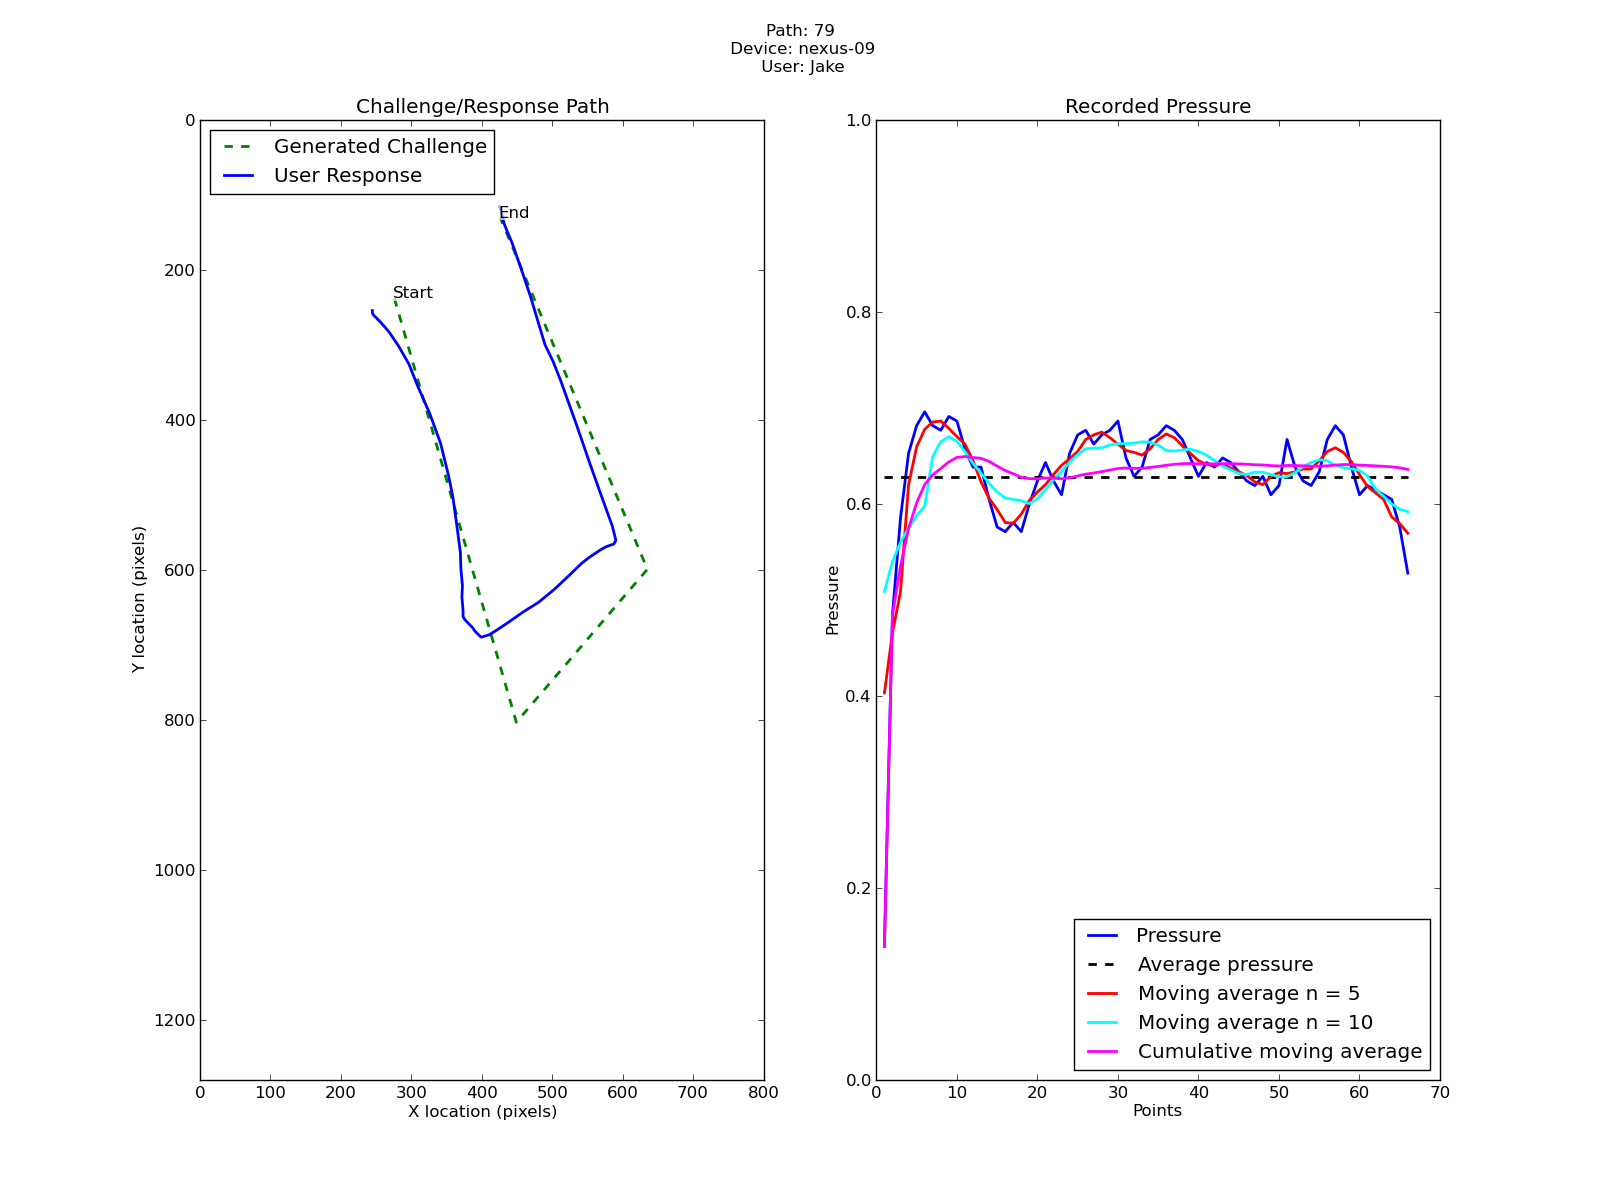 Path: 79
Device: nexus-09
User: Jake
Challenge/Response Path
Generated Challenge
User Response
Start
End
0
200
400
600
800
1000
1200
Y location (pixels)
0 100 200 300 400 500 600 700 800
X location (pixels)
Recorded Pressure
1.0
0.8
0.6
0.4
0.2
0.0
Pressure
Pressure
Average pressure
Moving average n = 5
Moving average n = 10
Cumulative moving average
0 10 20 30 40 50 60 70
Points